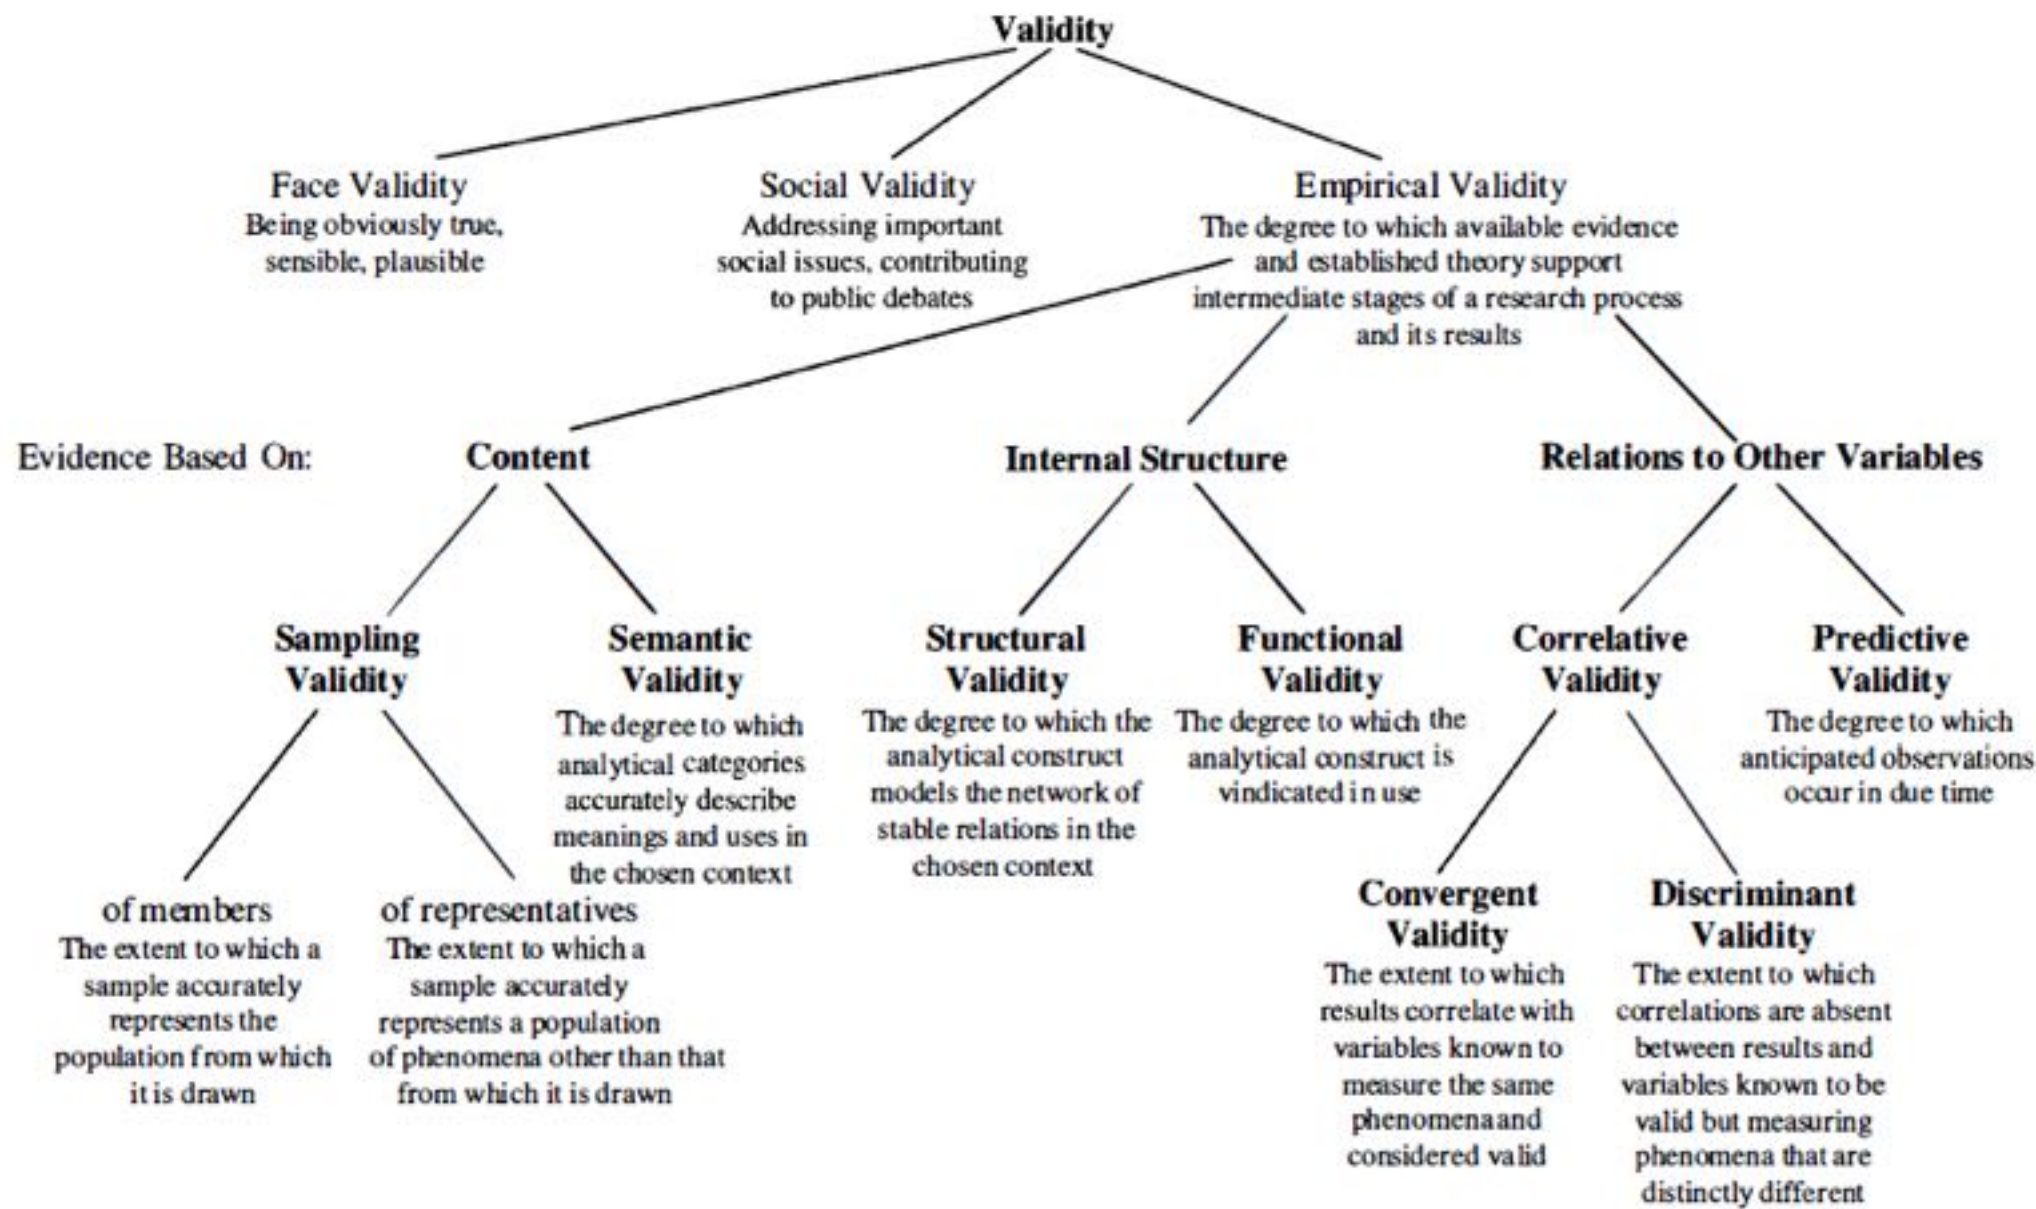 Validity
Face Validity
Being obviously true,
sensible, plausible
Social Validity
Addressing important
social issues, contributing
to public debates
Empirical Validity
The degree to which available evidence
and established theory support
intermediate stages of a research process
and its results
Evidence Based On:
Content
Internal Structure
Relations to Other Variables
Sampling
Validity
Semantic
Validity
The degree to which
analytical categories
accurately describe
meanings and uses in
the chosen context
Structural
Validity
The degree to which the
analytical construct
models the network of
stable relations in the
chosen context
Functional
Validity
The degree to which the
analytical construct is
vindicated in use
Correlative
Validity
Predictive
Validity
The degree to which
anticipated observations
occur in due time
of members
The extent to which a
sample accurately
represents the
population from which
it is drawn
of representatives
The extent to which a
sample accurately
represents a population
of phenomena other than that
from which it is drawn
Convergent
Validity
The extent to which
results correlate with
variables known to
measure the same
phenomena and
considered valid
Discriminant
Validity
The extent to which
correlations are absent
between results and
variables known to be
valid but measuring
phenomena that are
distinctly different